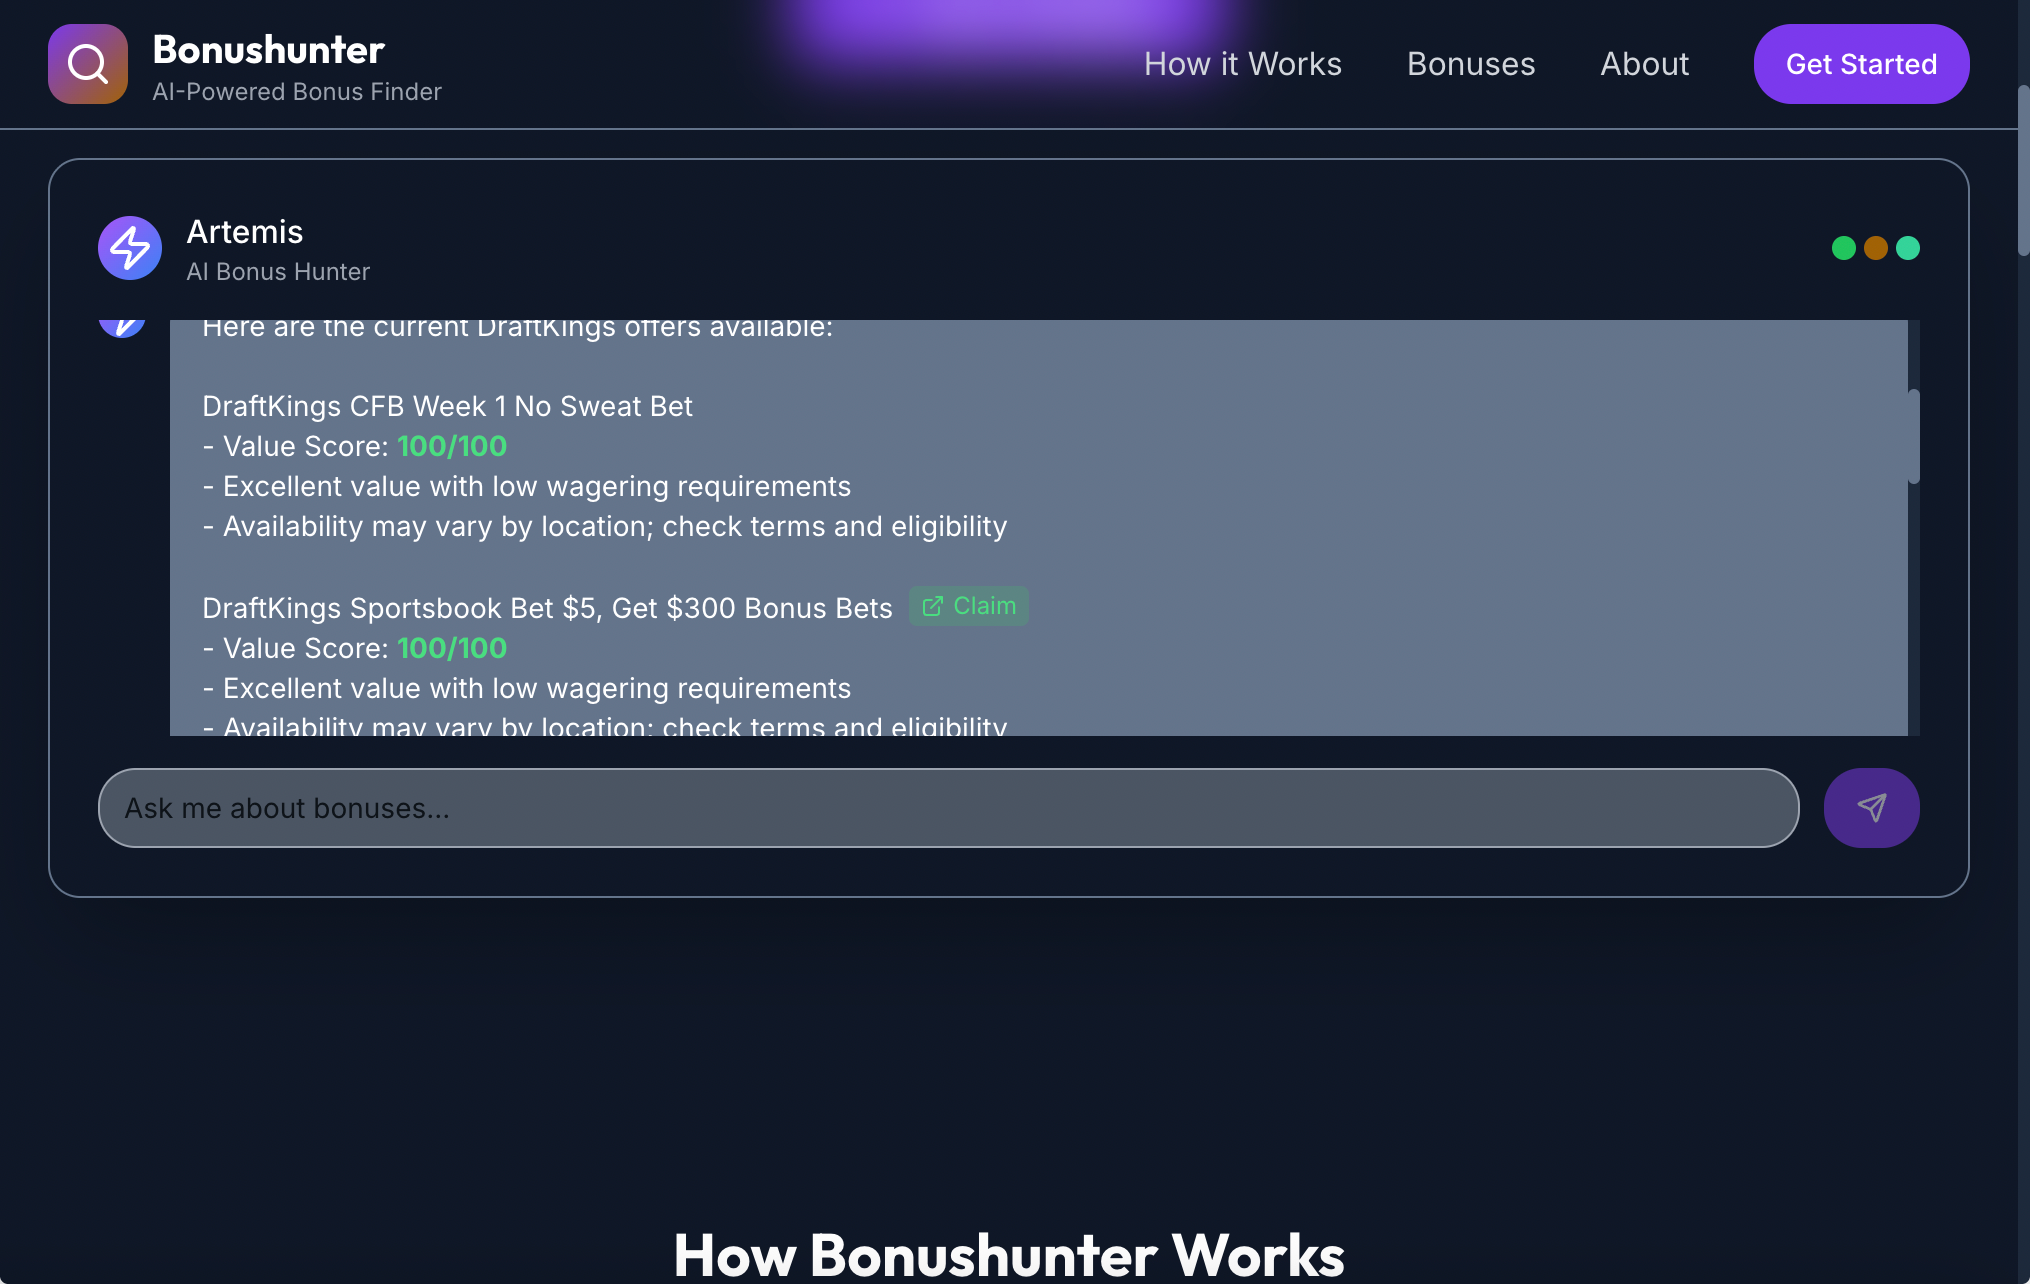 Bonushunter
AI-Powered Bonus Finder
How it Works
Bonuses
About
Get Started
Artemis
AI Bonus Hunter
Here are the current DraftKings offers available:
DraftKings CFB Week 1 No Sweat Bet
- Value Score: 100/100
- Excellent value with low wagering requirements
- Availability may vary by location; check terms and eligibility
DraftKings Sportsbook Bet $5, Get $300 Bonus Bets Claim
- Value Score: 100/100
- Excellent value with low wagering requirements
- Availability may vary by location; check terms and eligibility
Ask me about bonuses...
How Bonushunter Works